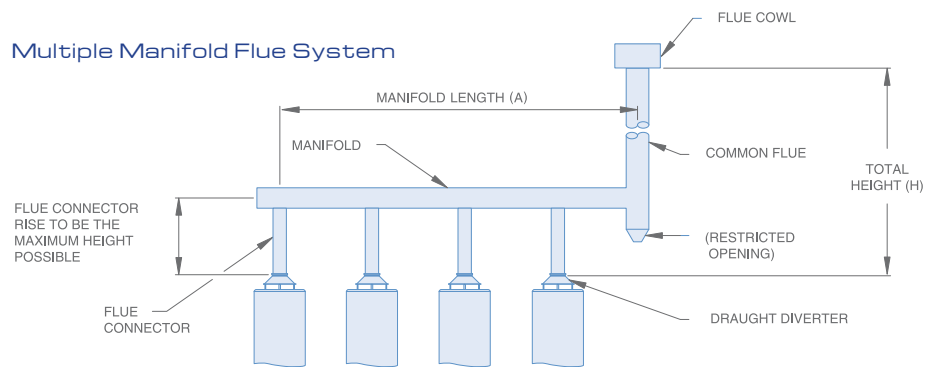 FLUE COWL
Multiple Manifold Flue System
MANIFOLD LENGTH (A)
MANIFOLD
COMMON FLUE
TOTAL
HEIGHT (H)
FLUE CONNECTOR
RISE TO BE THE
MAXIMUM HEIGHT
POSSIBLE
(RESTRICTED
OPENING)
FLUE
CONNECTOR
DRAUGHT DIVERTER